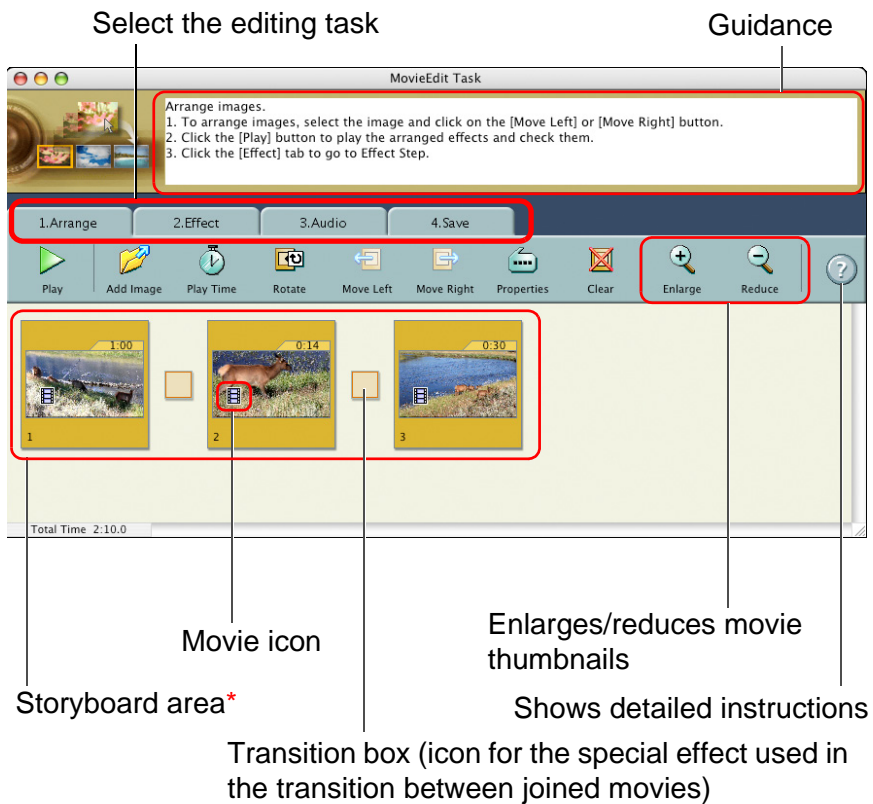 Select the editing task
Guidance
MovieEdit Task
Arrange images.
1. To arrange images, select the image and click on the [Move Left] or [Move Right] button.
2. Click the [Play] button to play the arranged effects and check them.
3. Click the [Effect] tab to go to Effect Step.
1.Arrange 2.Effect 3.Audio 4.Save
?
Play Add Image Play Time Rotate Move Left Move Right Properties Clear Enlarge Reduce
1:00 0:14 0:30
1 2 3
Total Time 2:10.0
Movie icon
Enlarges/reduces movie
thumbnails
Storyboard area*
Shows detailed instructions
Transition box (icon for the special effect used in
the transition between joined movies)